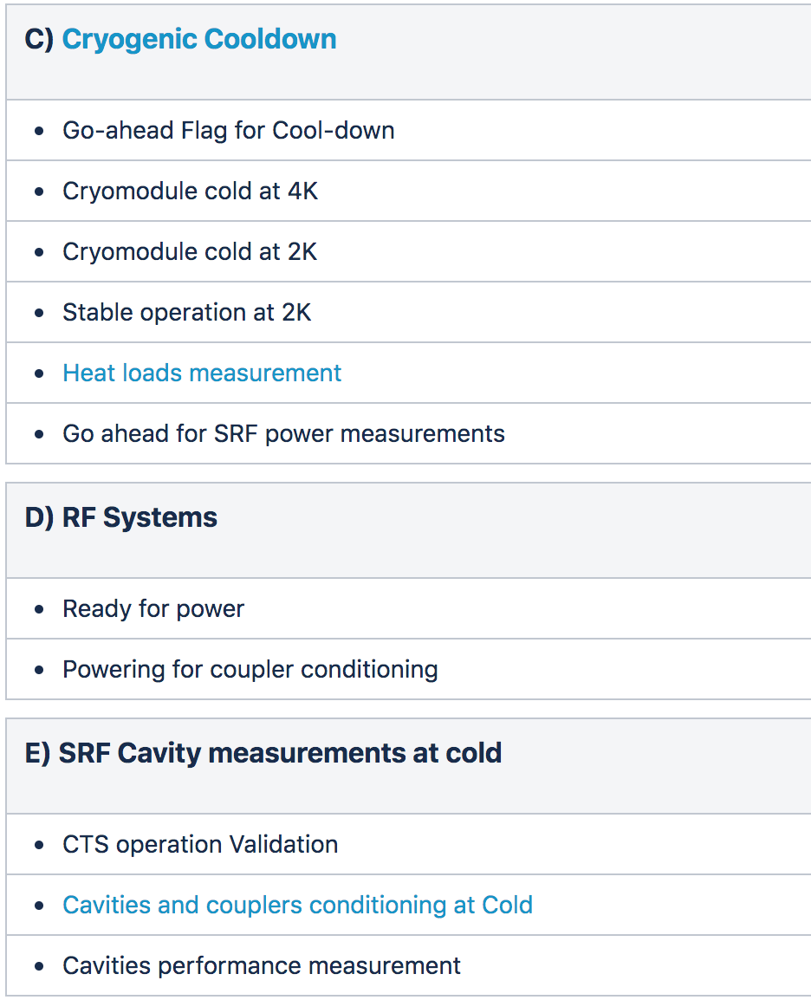 C) Cryogenic Cooldown
• Go-ahead Flag for Cool-down
• Cryomodule cold at 4K
• Cryomodule cold at 2K
• Stable operation at 2K
• Heat loads measurement
• Go ahead for SRF power measurements
D) RF Systems
• Ready for power
• Powering for coupler conditioning
E) SRF Cavity measurements at cold
• CTS operation Validation
• Cavities and couplers conditioning at Cold
• Cavities performance measurement